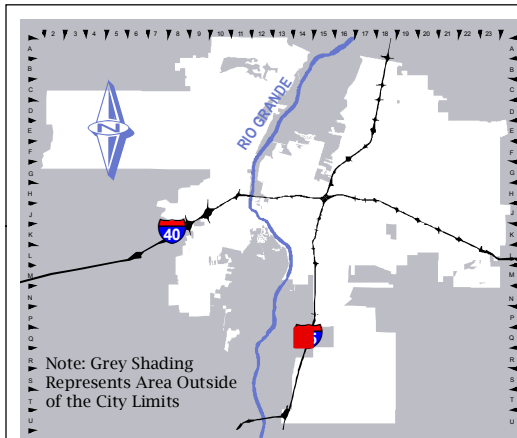 2 3 4 5 6 7 8 9 10 11 12 13 14 15 16 17 18 19 20 21 22 23
A A
B B
C C
D D
E E
F F
G G
H H
J J
K K
L L
M M
N N
P P
Q Q
R R
S S
T T
U U
RIO GRANDE
N
40
5
Note: Grey Shading
Represents Area Outside
of the City Limits